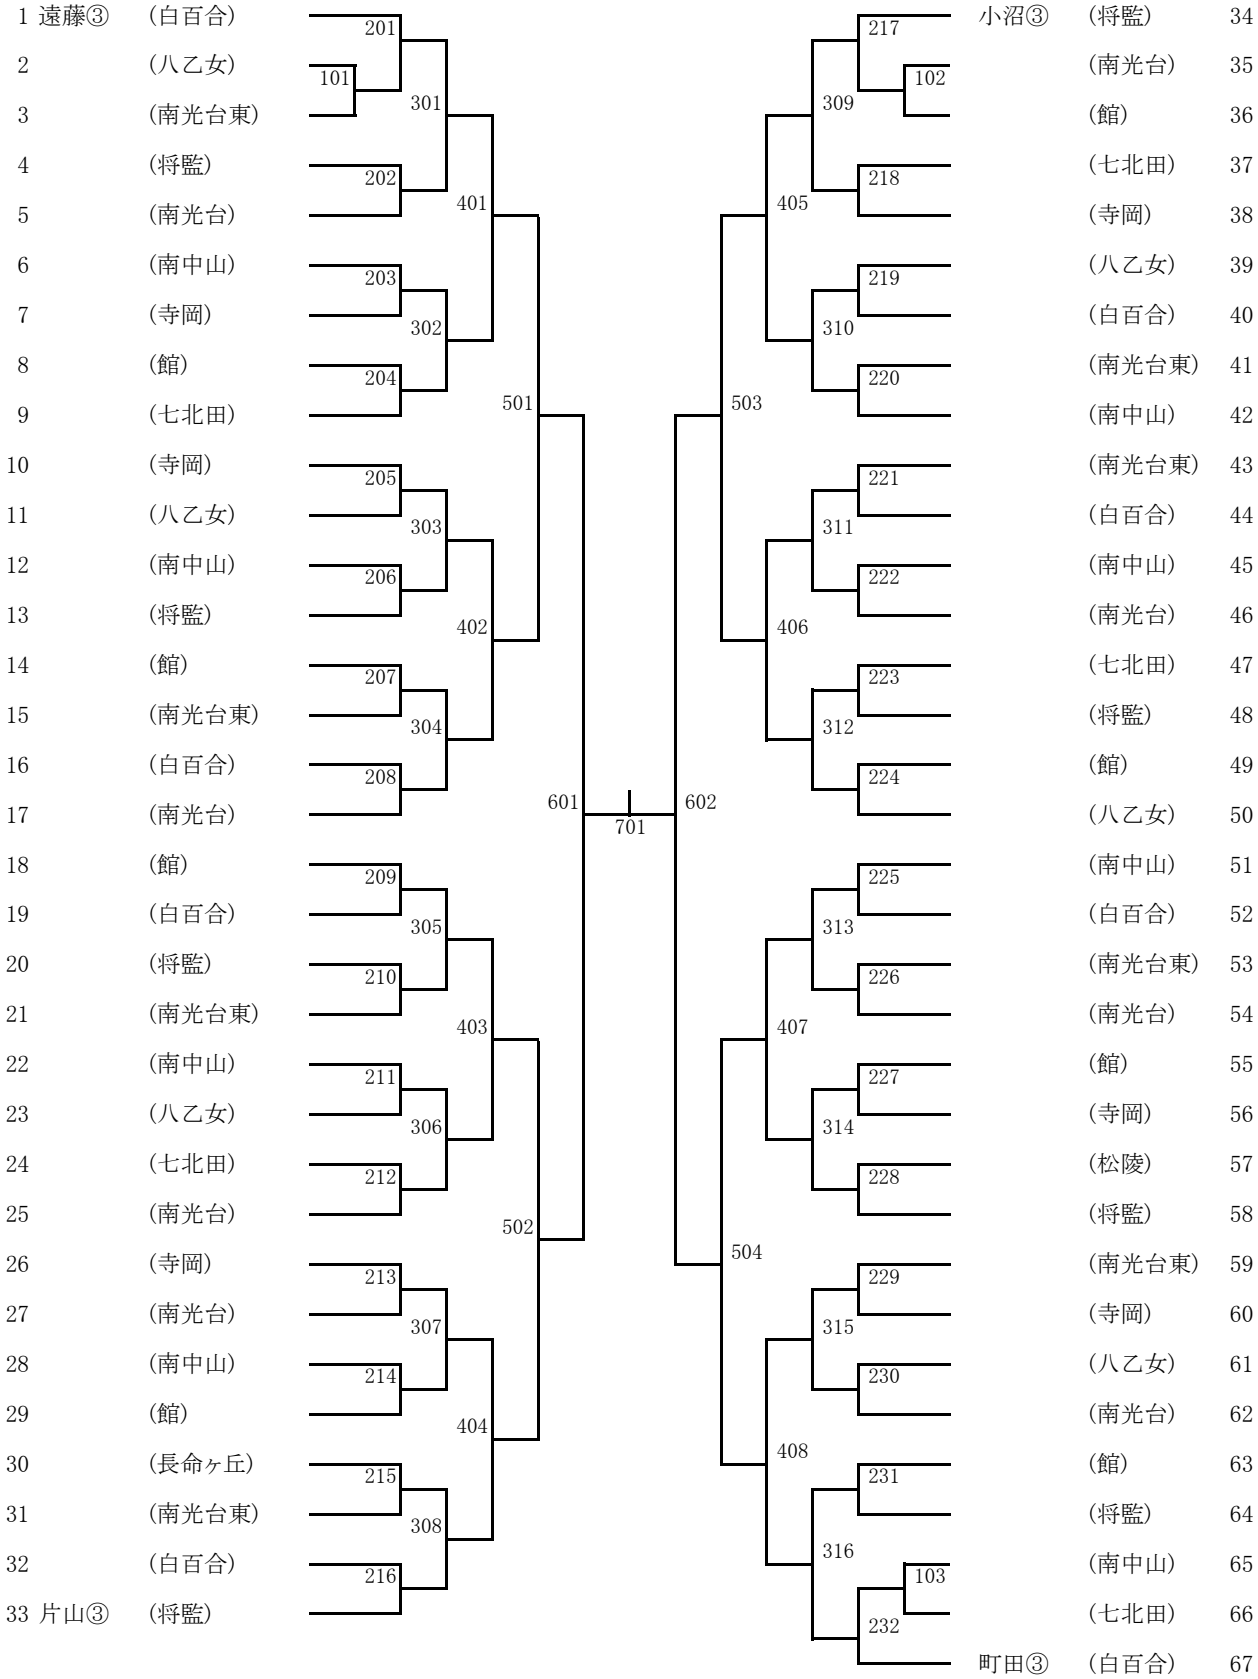 1 遠藤③ (白百合)
2 (八乙女)
3 (南光台東)
4 (将監)
5 (南光台)
6 (南中山)
7 (寺岡)
8 (館)
9 (七北田)
10 (寺岡)
11 (八乙女)
12 (南中山)
13 (将監)
14 (館)
15 (南光台東)
16 (白百合)
17 (南光台)
18 (館)
19 (白百合)
20 (将監)
21 (南光台東)
22 (南中山)
23 (八乙女)
24 (七北田)
25 (南光台)
26 (寺岡)
27 (南光台)
28 (南中山)
29 (館)
30 (長命ヶ丘)
31 (南光台東)
32 (白百合)
33 片山③ (将監)
101
201
202
203
204
205
206
207
208
209
210
211
212
213
214
215
216
301
302
303
304
305
306
307
308
401
402
403
404
501
502
601
701
602
503
504
405
406
407
408
309
310
311
312
313
314
315
316
217
218
219
220
221
222
223
224
225
226
227
228
229
230
231
232
102
103
小沼③ (将監) 34
(南光台) 35
(館) 36
(七北田) 37
(寺岡) 38
(八乙女) 39
(白百合) 40
(南光台東) 41
(南中山) 42
(南光台東) 43
(白百合) 44
(南中山) 45
(南光台) 46
(七北田) 47
(将監) 48
(館) 49
(八乙女) 50
(南中山) 51
(白百合) 52
(南光台東) 53
(南光台) 54
(館) 55
(寺岡) 56
(松陵) 57
(将監) 58
(南光台東) 59
(寺岡) 60
(八乙女) 61
(南光台) 62
(館) 63
(将監) 64
(南中山) 65
(七北田) 66
町田③ (白百合) 67